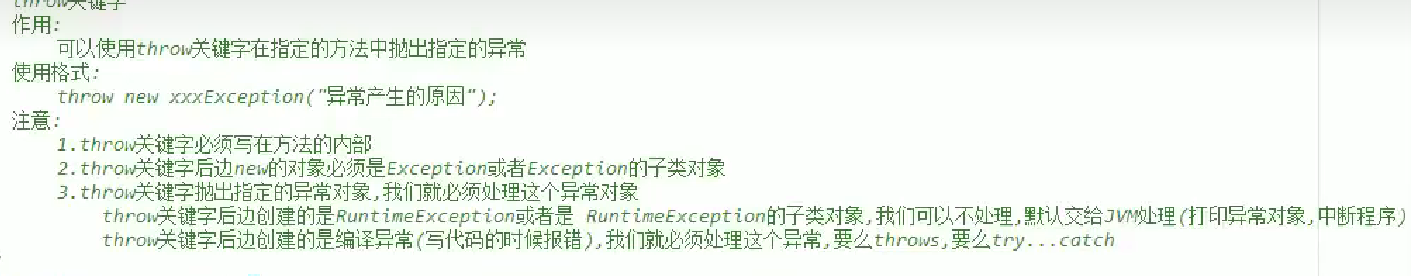 throw关键字
作用:
可以使用throw关键字在指定的方法中抛出指定的异常
使用格式:
throw new xxxException("异常产生的原因");
注意:
1.throw关键字必须写在方法的内部
2.throw关键字后边new的对象必须是Exception或者Exception的子类对象
3.throw关键字抛出指定的异常对象,我们就必须处理这个异常对象
throw关键字后边创建的是RuntimeException或者是 RuntimeException的子类对象,我们可以不处理,默认交给JVM处理(打印异常对象,中断程序)
throw关键字后边创建的是编译异常(写代码的时候报错),我们就必须处理这个异常,要么throws,要么try...catch